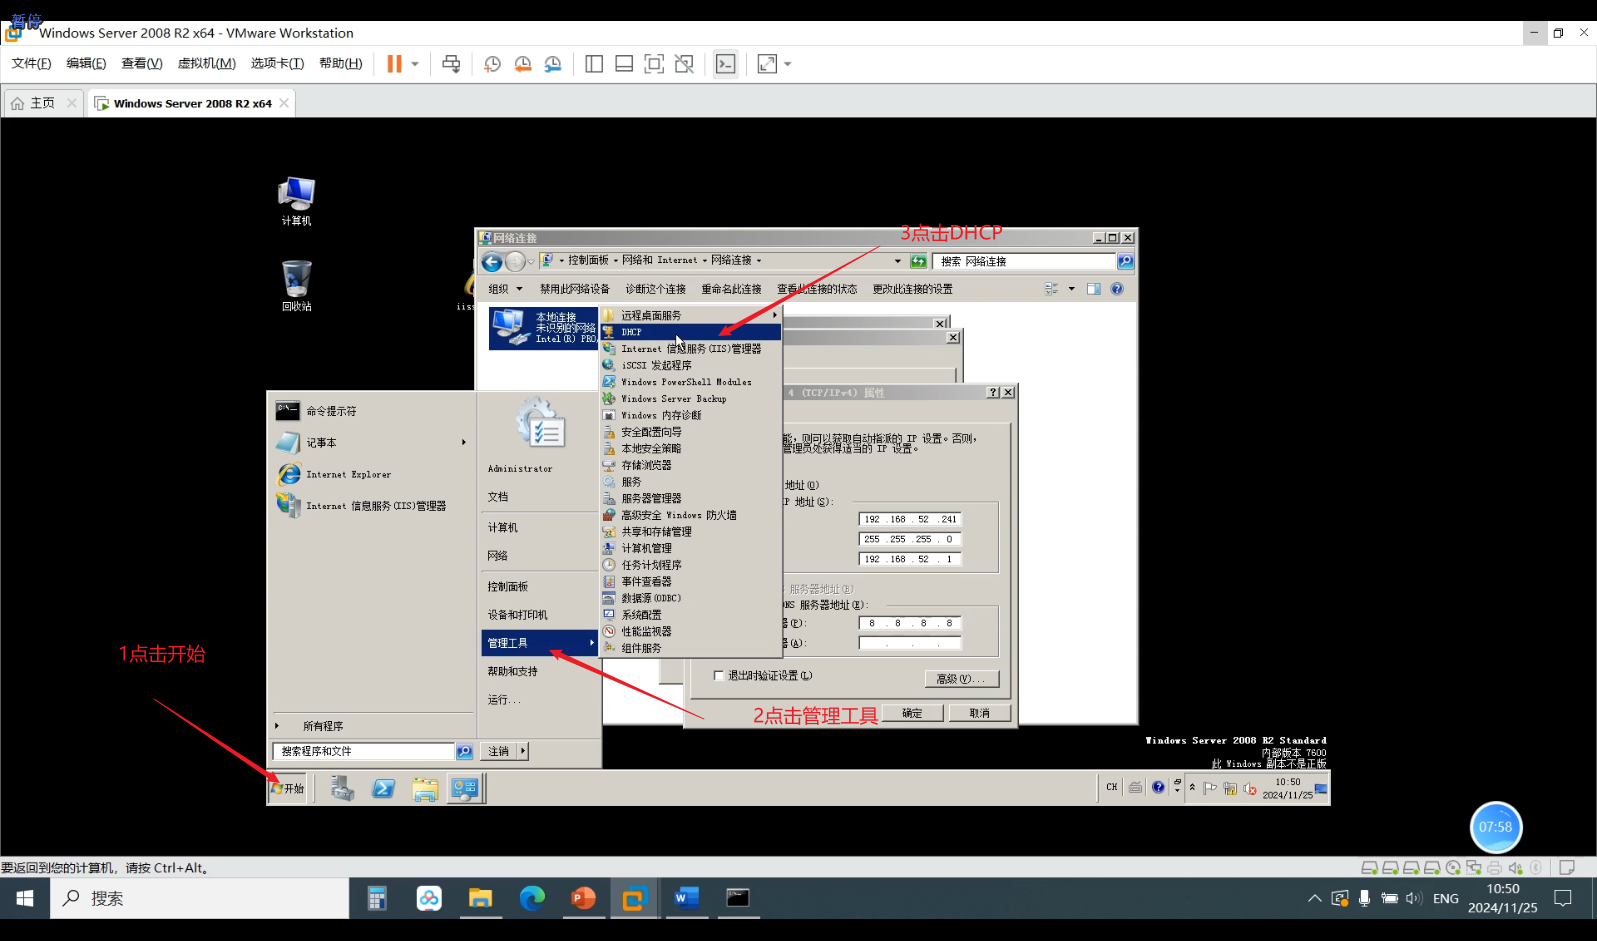 暂停
Windows Server 2008 R2 x64 - VMware Workstation
文件(F) 编辑(E) 查看(V) 虚拟机(M) 选项卡(T) 帮助(H)
主页
Windows Server 2008 R2 x64
计算机
回收站
iiss
3点击DHCP
网络连接
控制面板 网络和 Internet 网络连接
搜索 网络连接
组织 禁用此网络设备 诊断这个连接 重命名此连接 查看此连接的状态 更改此连接的设置
本地连接
未识别的网络
Intel(R) PRO/
远程桌面服务
DHCP
Internet 信息服务(IIS)管理器
iSCSI 发起程序
Windows PowerShell Modules
Windows Server Backup
Windows 内存诊断
安全配置向导
本地安全策略
存储浏览器
服务
服务器管理器
高级安全 Windows 防火墙
共享和存储管理
计算机管理
任务计划程序
事件查看器
数据源(ODBC)
系统配置
性能监视器
组件服务
4 (TCP/IPv4) 属性
能，则可以获取自动指派的 IP 设置。否则，
管理员处获得适当的 IP 设置。
地址(O)
IP 地址(S):
192 .168 . 52 .241
255 .255 .255 . 0
192 .168 . 52 . 1
服务器地址(B)
NS 服务器地址(E):
器(P):
8 . 8 . 8 . 8
器(A):
. . .
退出时验证设置(L)
高级(V)...
确定 取消
命令提示符
记事本
Internet Explorer
Internet 信息服务(IIS)管理器
所有程序
搜索程序和文件
Administrator
文档
计算机
网络
控制面板
设备和打印机
管理工具
帮助和支持
运行...
注销
1点击开始
2点击管理工具
Windows Server 2008 R2 Standard
内部版本 7600
此 Windows 副本不是正版
开始
CH
10:50
2024/11/25
07:58
要返回到您的计算机，请按 Ctrl+Alt。
搜索
ENG
10:50
2024/11/25